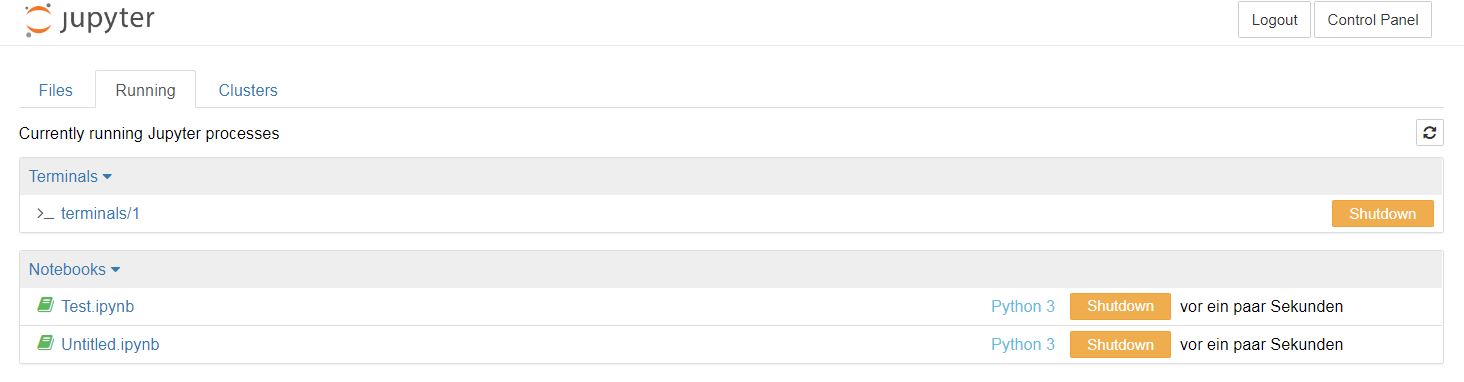 jupyter
Logout Control Panel
Files Running Clusters
Currently running Jupyter processes
Terminals
>_ terminals/1 Shutdown
Notebooks
Test.ipynb Python 3 Shutdown vor ein paar Sekunden
Untitled.ipynb Python 3 Shutdown vor ein paar Sekunden